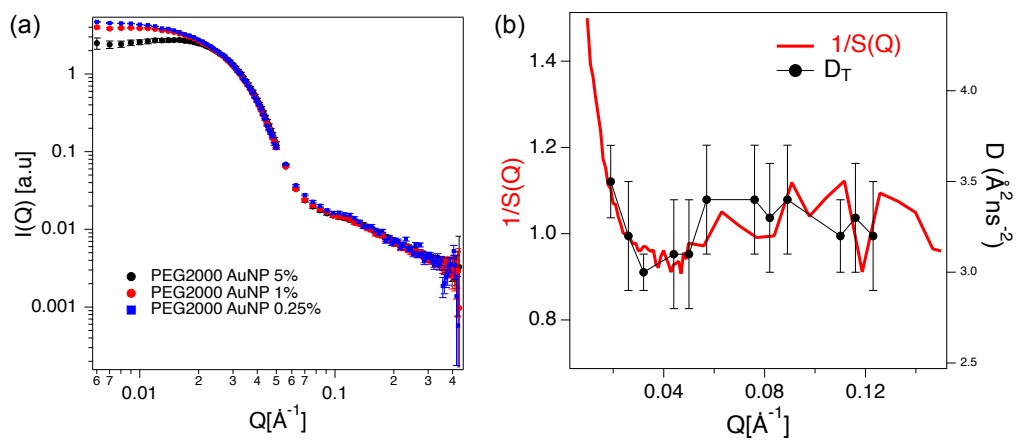 (a)
I(Q) [a.u]
1
0.1
0.01
0.001
PEG2000 AuNP 5%
PEG2000 AuNP 1%
PEG2000 AuNP 0.25%
6 7 0.01 2 3 4 5 6 7 0.1 2 3 4
Q[Å⁻¹]
(b)
1/S(Q)
1.4
1.2
1.0
0.8
1/S(Q)
D_T
4.0
3.5
3.0
2.5
D (Å²ns⁻²)
0.04 0.08 0.12
Q[Å⁻¹]